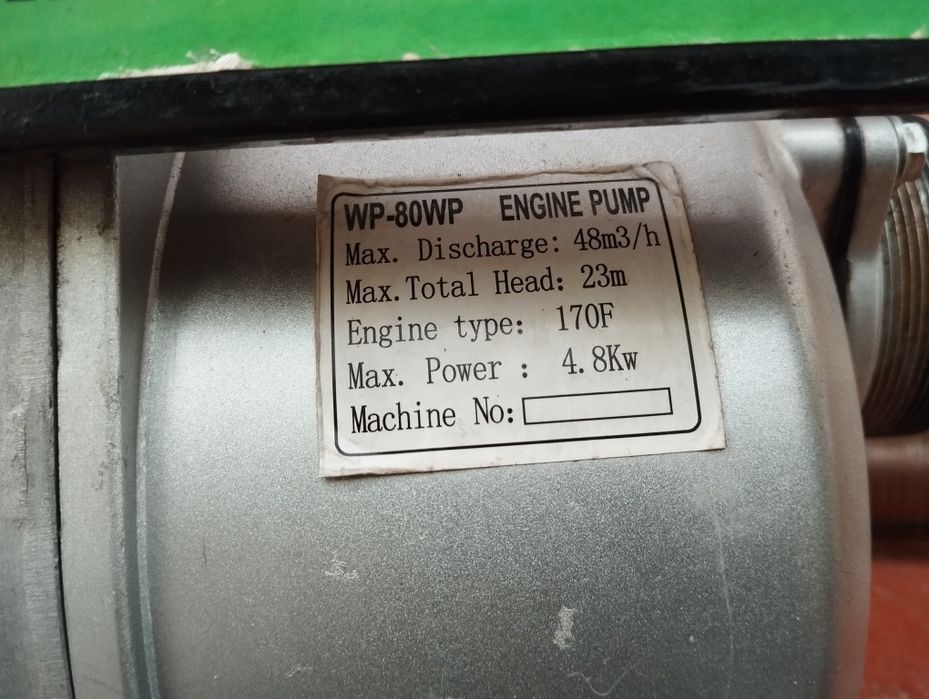 WP-80WP ENGINE PUMP
Max. Discharge: 48m3/h
Max. Total Head: 23m
Engine type: 170F
Max. Power : 4.8Kw
Machine No: